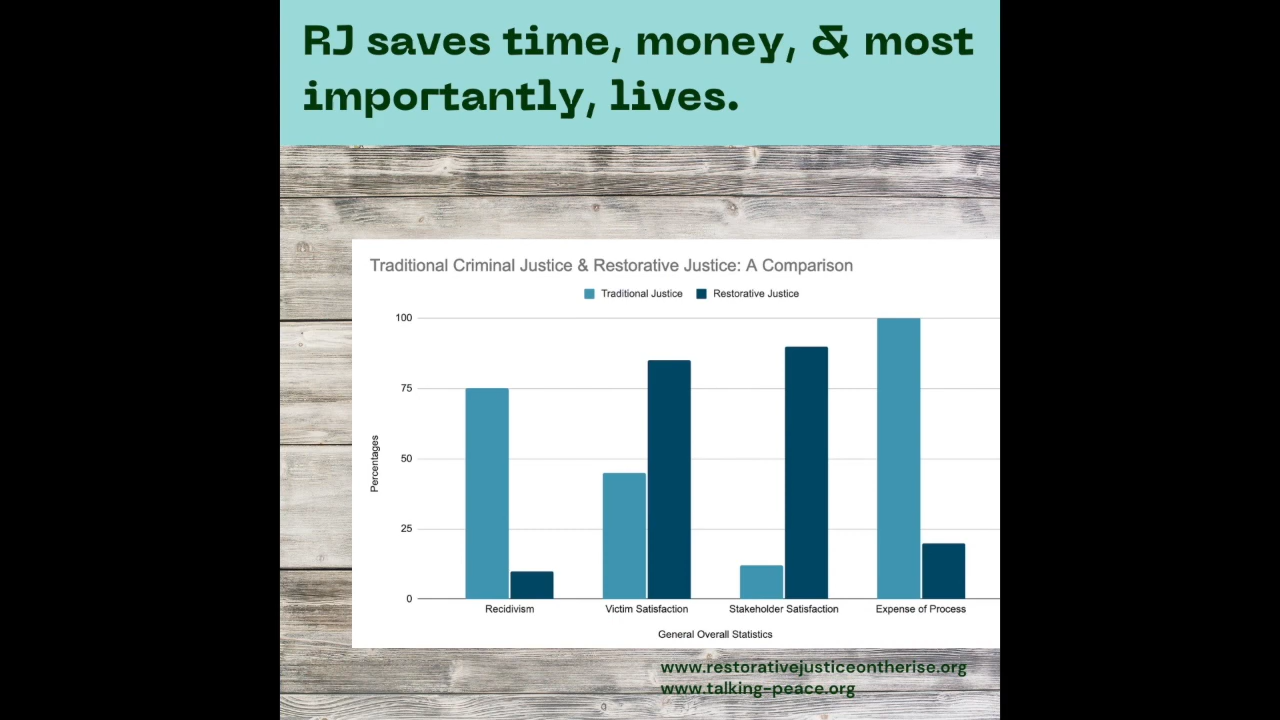 RJ saves time, money, & most
importantly, lives.
Traditional Criminal Justice & Restorative Justice: A Comparison
Traditional Justice Restorative Justice
100
75
50
25
0
Percentages
Recidivism Victim Satisfaction Stakeholder Satisfaction Expense of Process
General Overall Statistics
www.restorativejusticeontherise.org
www.talking-peace.org